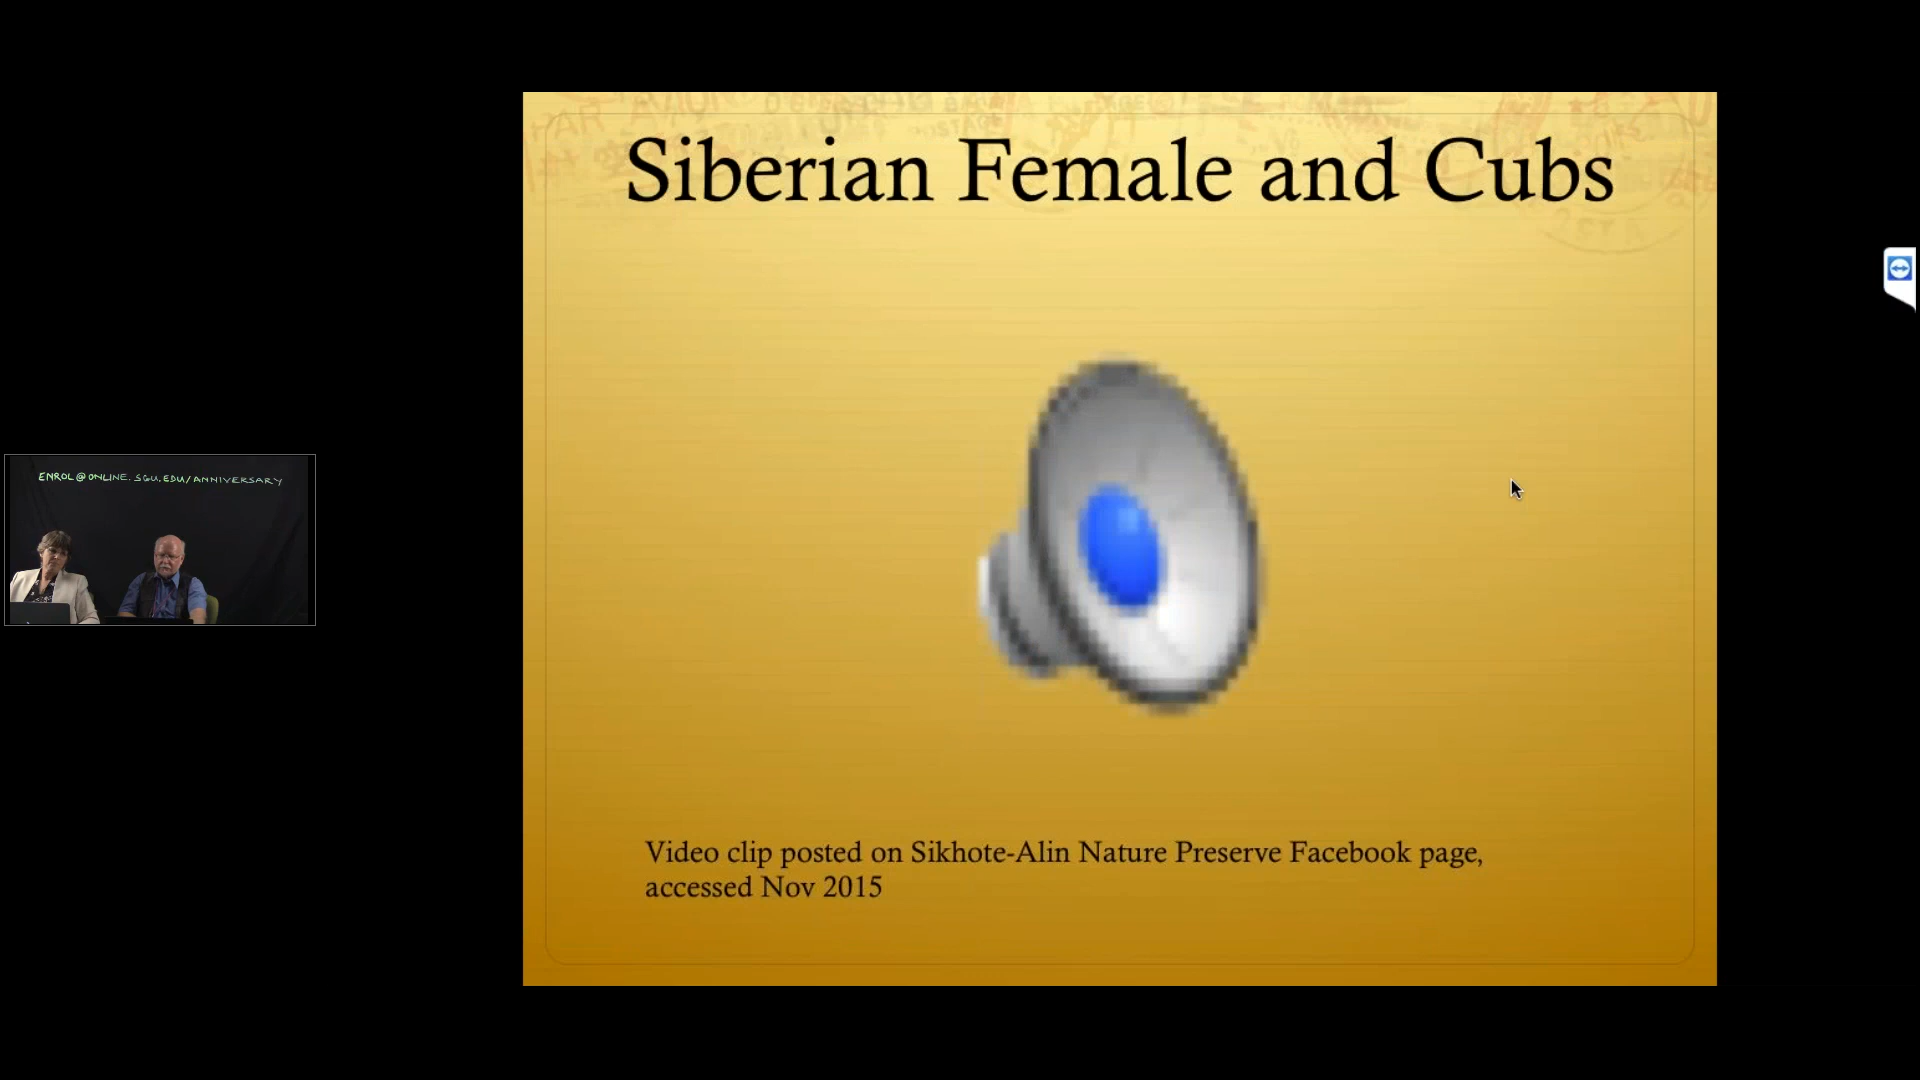 Siberian Female and Cubs
ENROL@ONLINE.SGU.EDU/ANNIVERSARY
Video clip posted on Sikhote-Alin Nature Preserve Facebook page,
accessed Nov 2015